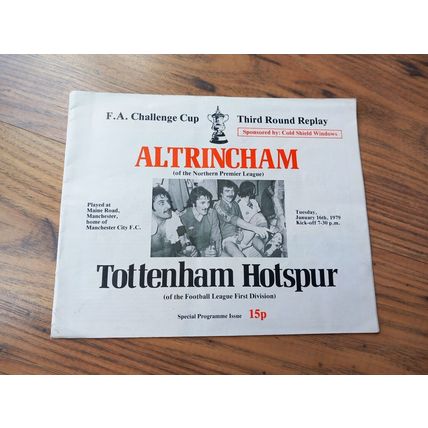 F.A. Challenge Cup Third Round Replay
Sponsored by: Cold Shield Windows
ALTRINCHAM
(of the Northern Premier League)
Played at
Maine Road,
Manchester,
home of
Manchester City F.C.
Tuesday,
January 16th, 1979
Kick-off 7-30 p.m.
Tottenham Hotspur
(of the Football League First Division)
Special Programme Issue 15p